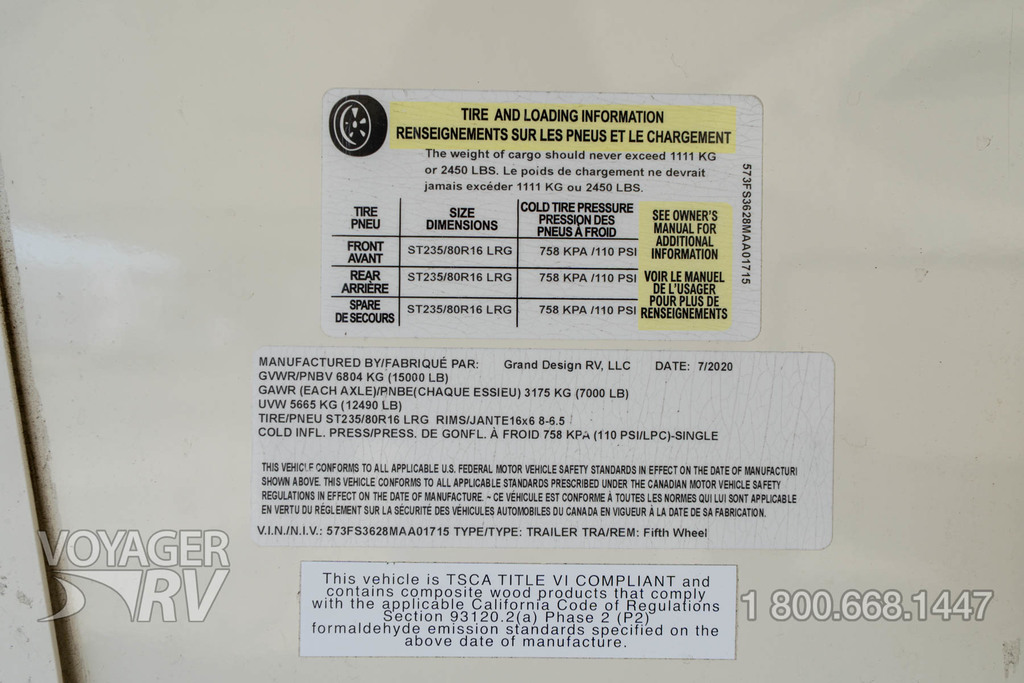 TIRE AND LOADING INFORMATION
RENSEIGNEMENTS SUR LES PNEUS ET LE CHARGEMENT
The weight of cargo should never exceed 1111 KG
or 2450 LBS. Le poids de chargement ne devrait
jamais excéder 1111 KG ou 2450 LBS.
TIRE PNEU SIZE DIMENSIONS COLD TIRE PRESSURE PRESSION DES PNEUS À FROID
FRONT AVANT ST235/80R16 LRG 758 KPA /110 PSI
REAR ARRIÈRE ST235/80R16 LRG 758 KPA /110 PSI
SPARE DE SECOURS ST235/80R16 LRG 758 KPA /110 PSI
SEE OWNER'S
MANUAL FOR
ADDITIONAL
INFORMATION
VOIR LE MANUEL
DE L'USAGER
POUR PLUS DE
RENSEIGNEMENTS
573FS3628MAA01715
MANUFACTURED BY/FABRIQUÉ PAR: Grand Design RV, LLC DATE: 7/2020
GVWR/PNBV 6804 KG (15000 LB)
GAWR (EACH AXLE)/PNBE(CHAQUE ESSIEU) 3175 KG (7000 LB)
UVW 5665 KG (12490 LB)
TIRE/PNEU ST235/80R16 LRG RIMS/JANTE16x6 8-6.5
COLD INFL. PRESS/PRESS. DE GONFL. À FROID 758 KPA (110 PSI/LPC)-SINGLE
THIS VEHICLE CONFORMS TO ALL APPLICABLE U.S. FEDERAL MOTOR VEHICLE SAFETY STANDARDS IN EFFECT ON THE DATE OF MANUFACTURI
SHOWN ABOVE. THIS VEHICLE CONFORMS TO ALL APPLICABLE STANDARDS PRESCRIBED UNDER THE CANADIAN MOTOR VEHICLE SAFETY
REGULATIONS IN EFFECT ON THE DATE OF MANUFACTURE. ~ CE VÉHICULE EST CONFORME À TOUTES LES NORMES QUI LUI SONT APPLICABLE
EN VERTU DU RÈGLEMENT SUR LA SÉCURITÉ DES VÉHICULES AUTOMOBILES DU CANADA EN VIGUEUR À LA DATE DE SA FABRICATION.
V.I.N./N.I.V.: 573FS3628MAA01715 TYPE/TYPE: TRAILER TRA/REM: Fifth Wheel
This vehicle is TSCA TITLE VI COMPLIANT and
contains composite wood products that comply
with the applicable California Code of Regulations
Section 93120.2(a) Phase 2 (P2)
formaldehyde emission standards specified on the
above date of manufacture.
VOYAGER
RV
1 800.668.1447